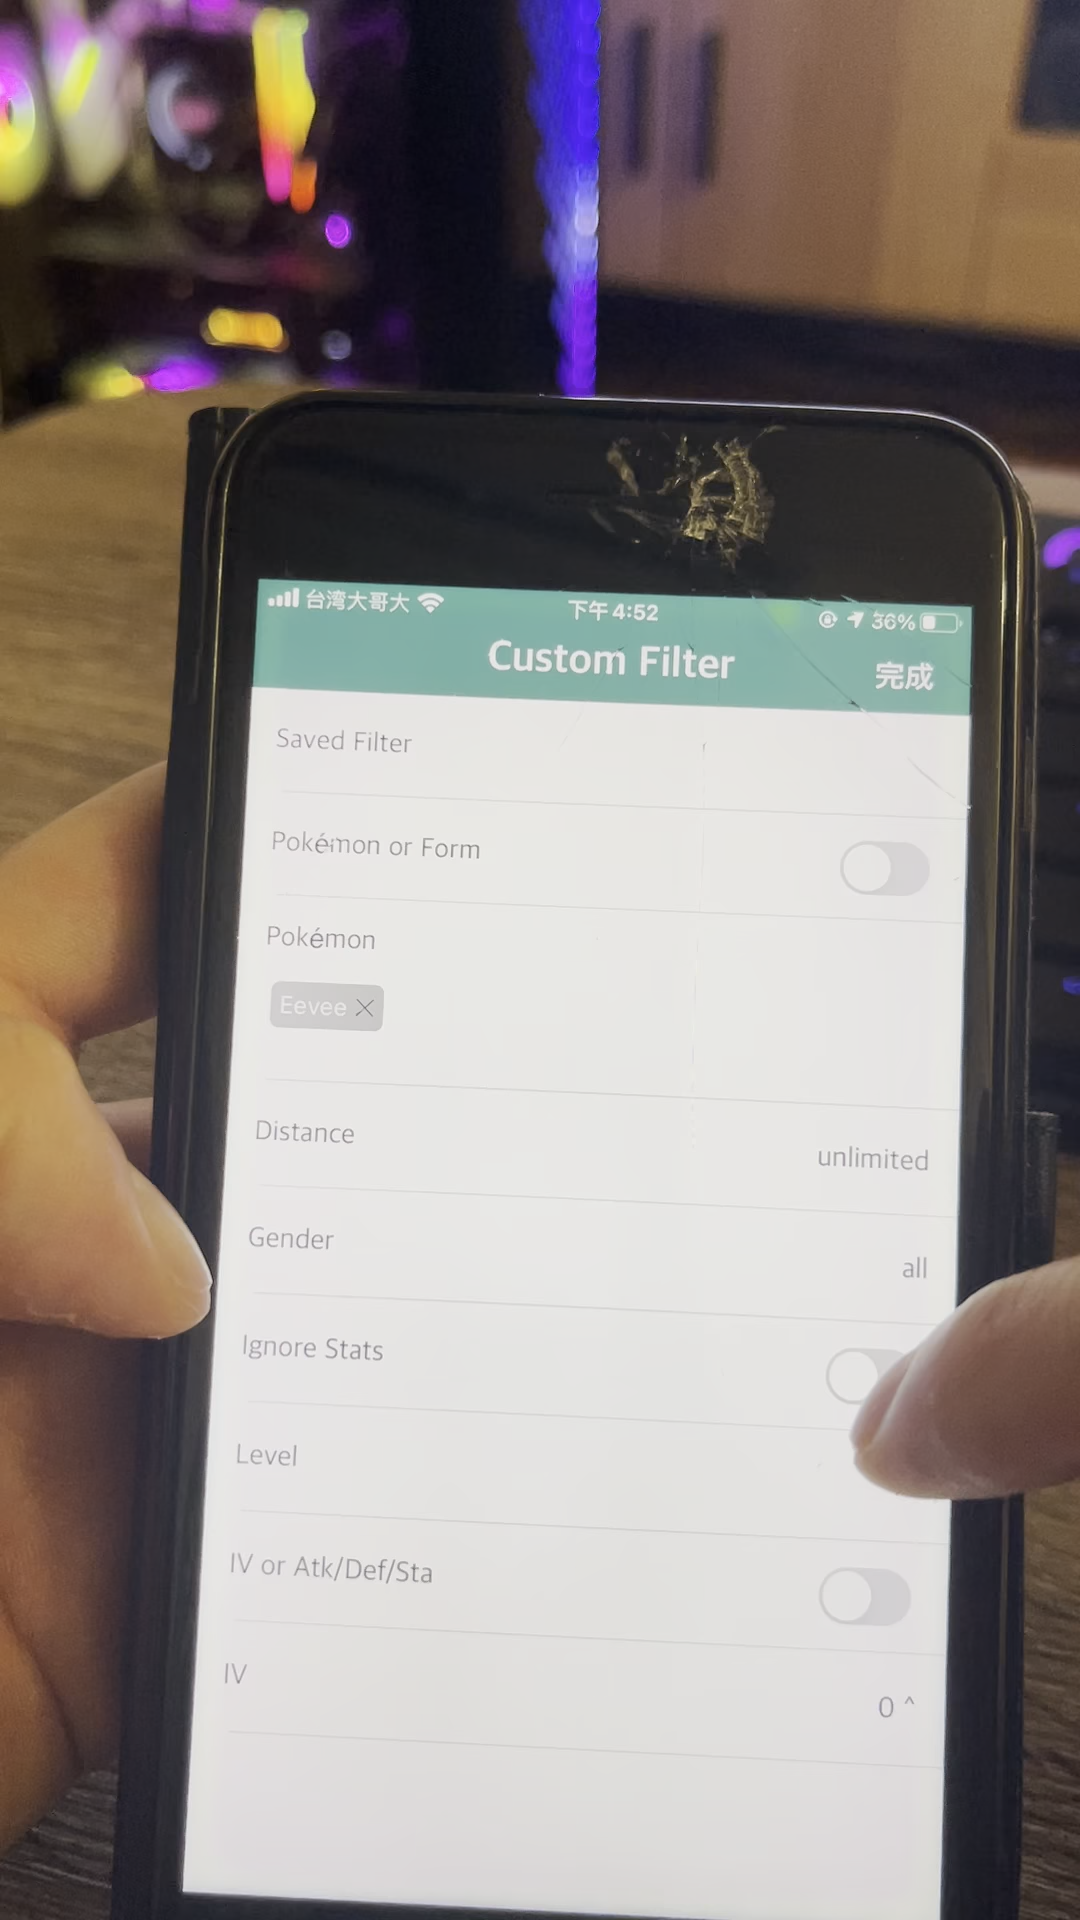 台湾大哥大
下午4:52
36%
Custom Filter
完成
Saved Filter
Pokémon or Form
Pokémon
Eevee
Distance
unlimited
Gender
all
Ignore Stats
Level
IV or Atk/Def/Sta
IV
0 ^